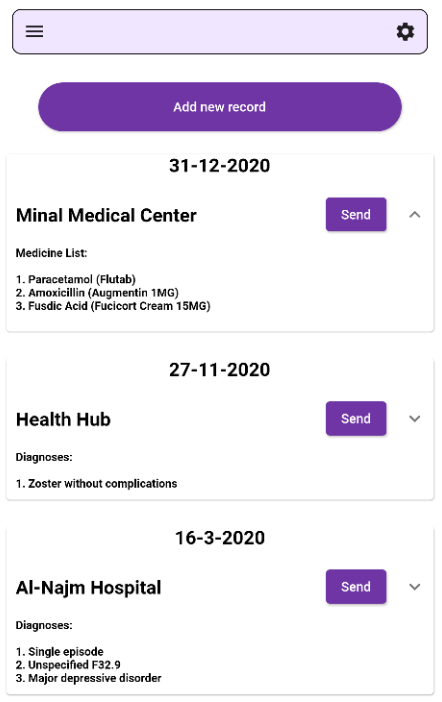 Add new record
31-12-2020
Minal Medical Center
Send
Medicine List:
1. Paracetamol (Flutab)
2. Amoxicillin (Augmentin 1MG)
3. Fusdic Acid (Fucicort Cream 15MG)
27-11-2020
Health Hub
Send
Diagnoses:
1. Zoster without complications
16-3-2020
Al-Najm Hospital
Send
Diagnoses:
1. Single episode
2. Unspecified F32.9
3. Major depressive disorder